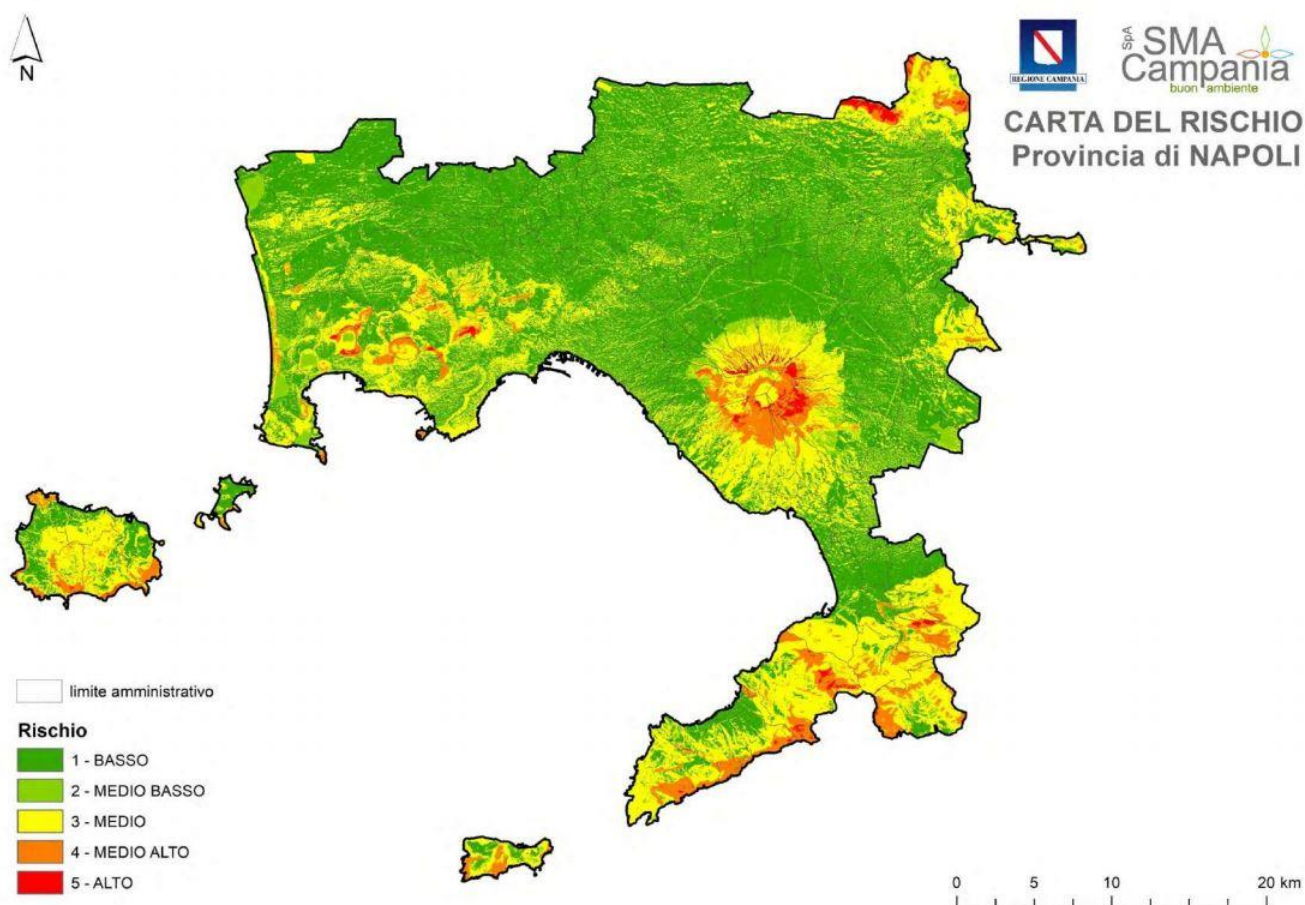 N
REGIONE CAMPANIA
SpA
SMA
Campania
buon ambiente
CARTA DEL RISCHIO
Provincia di NAPOLI
limite amministrativo
Rischio
1 - BASSO
2 - MEDIO BASSO
3 - MEDIO
4 - MEDIO ALTO
5 - ALTO
0 5 10 20 km